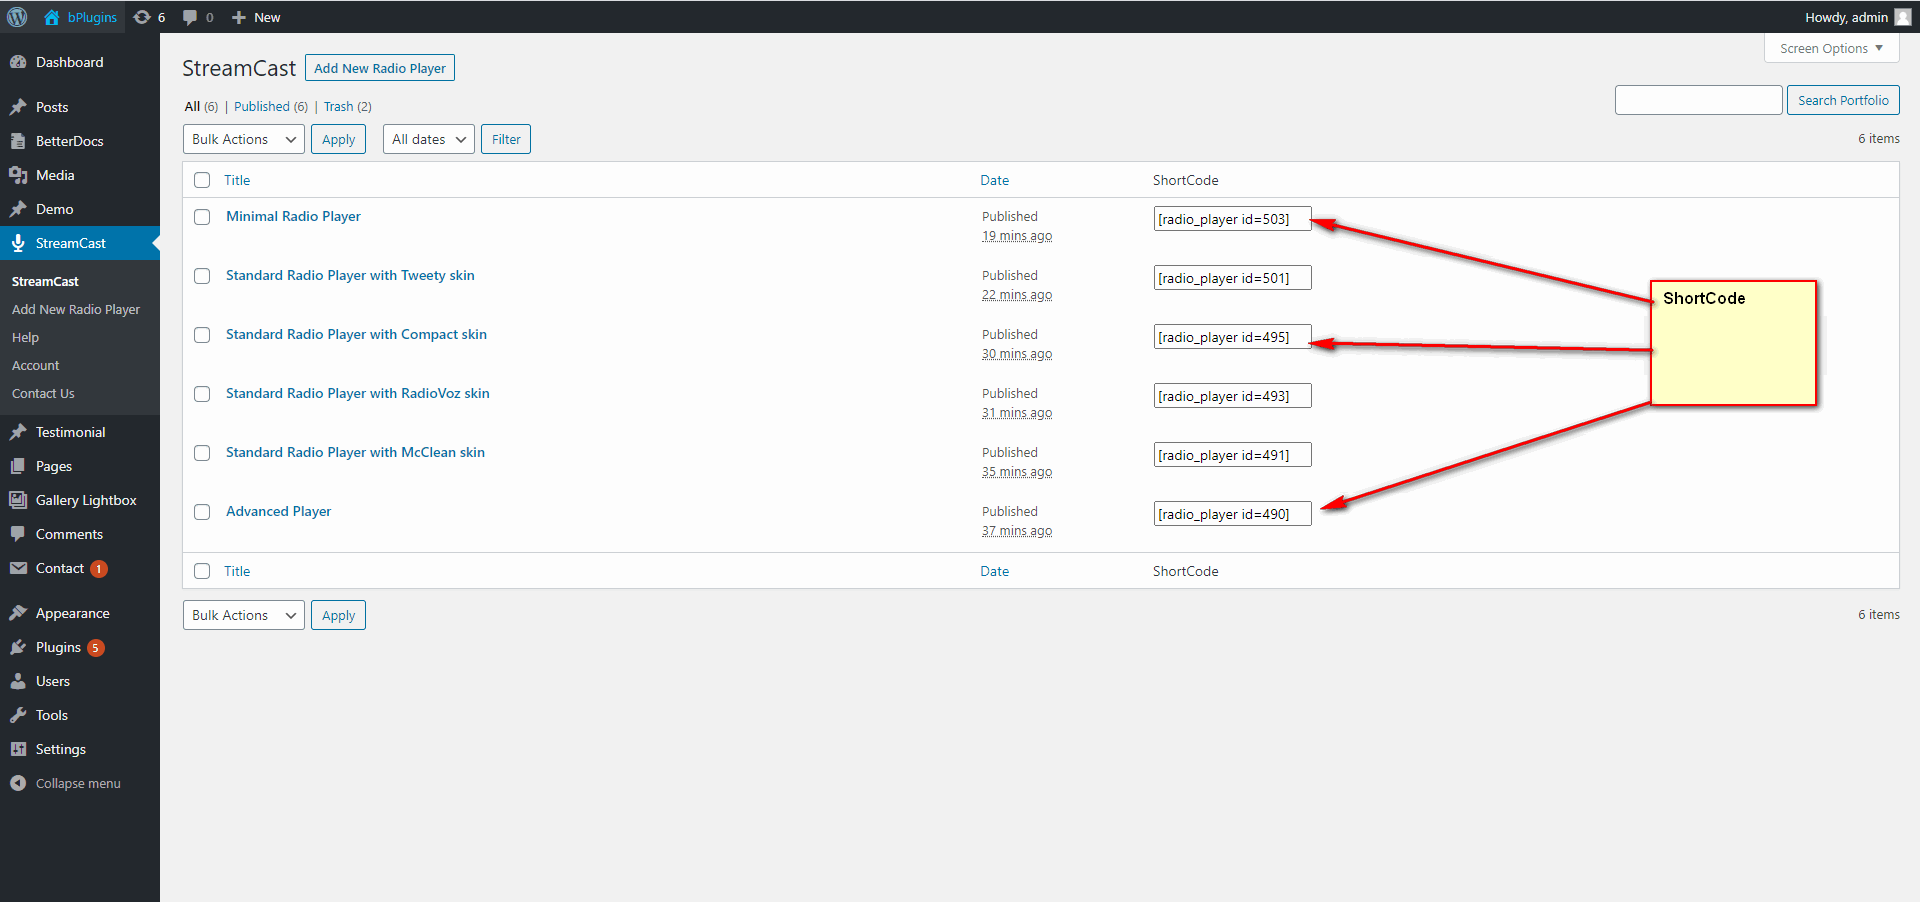 bPlugins 6 0 New Howdy, admin
Screen Options
Dashboard
Posts
BetterDocs
Media
Demo
StreamCast
StreamCast
Add New Radio Player
Help
Account
Contact Us
Testimonial
Pages
Gallery Lightbox
Comments
Contact 1
Appearance
Plugins 5
Users
Tools
Settings
Collapse menu
StreamCast Add New Radio Player
All (6) | Published (6) | Trash (2)
Search Portfolio
Bulk Actions Apply All dates Filter 6 items
Title Date ShortCode
Minimal Radio Player Published [radio_player id=503]
19 mins ago
Standard Radio Player with Tweety skin Published [radio_player id=501]
22 mins ago
ShortCode
Standard Radio Player with Compact skin Published [radio_player id=495]
30 mins ago
Standard Radio Player with RadioVoz skin Published [radio_player id=493]
31 mins ago
Standard Radio Player with McClean skin Published [radio_player id=491]
35 mins ago
Advanced Player Published [radio_player id=490]
37 mins ago
Title Date ShortCode
Bulk Actions Apply 6 items